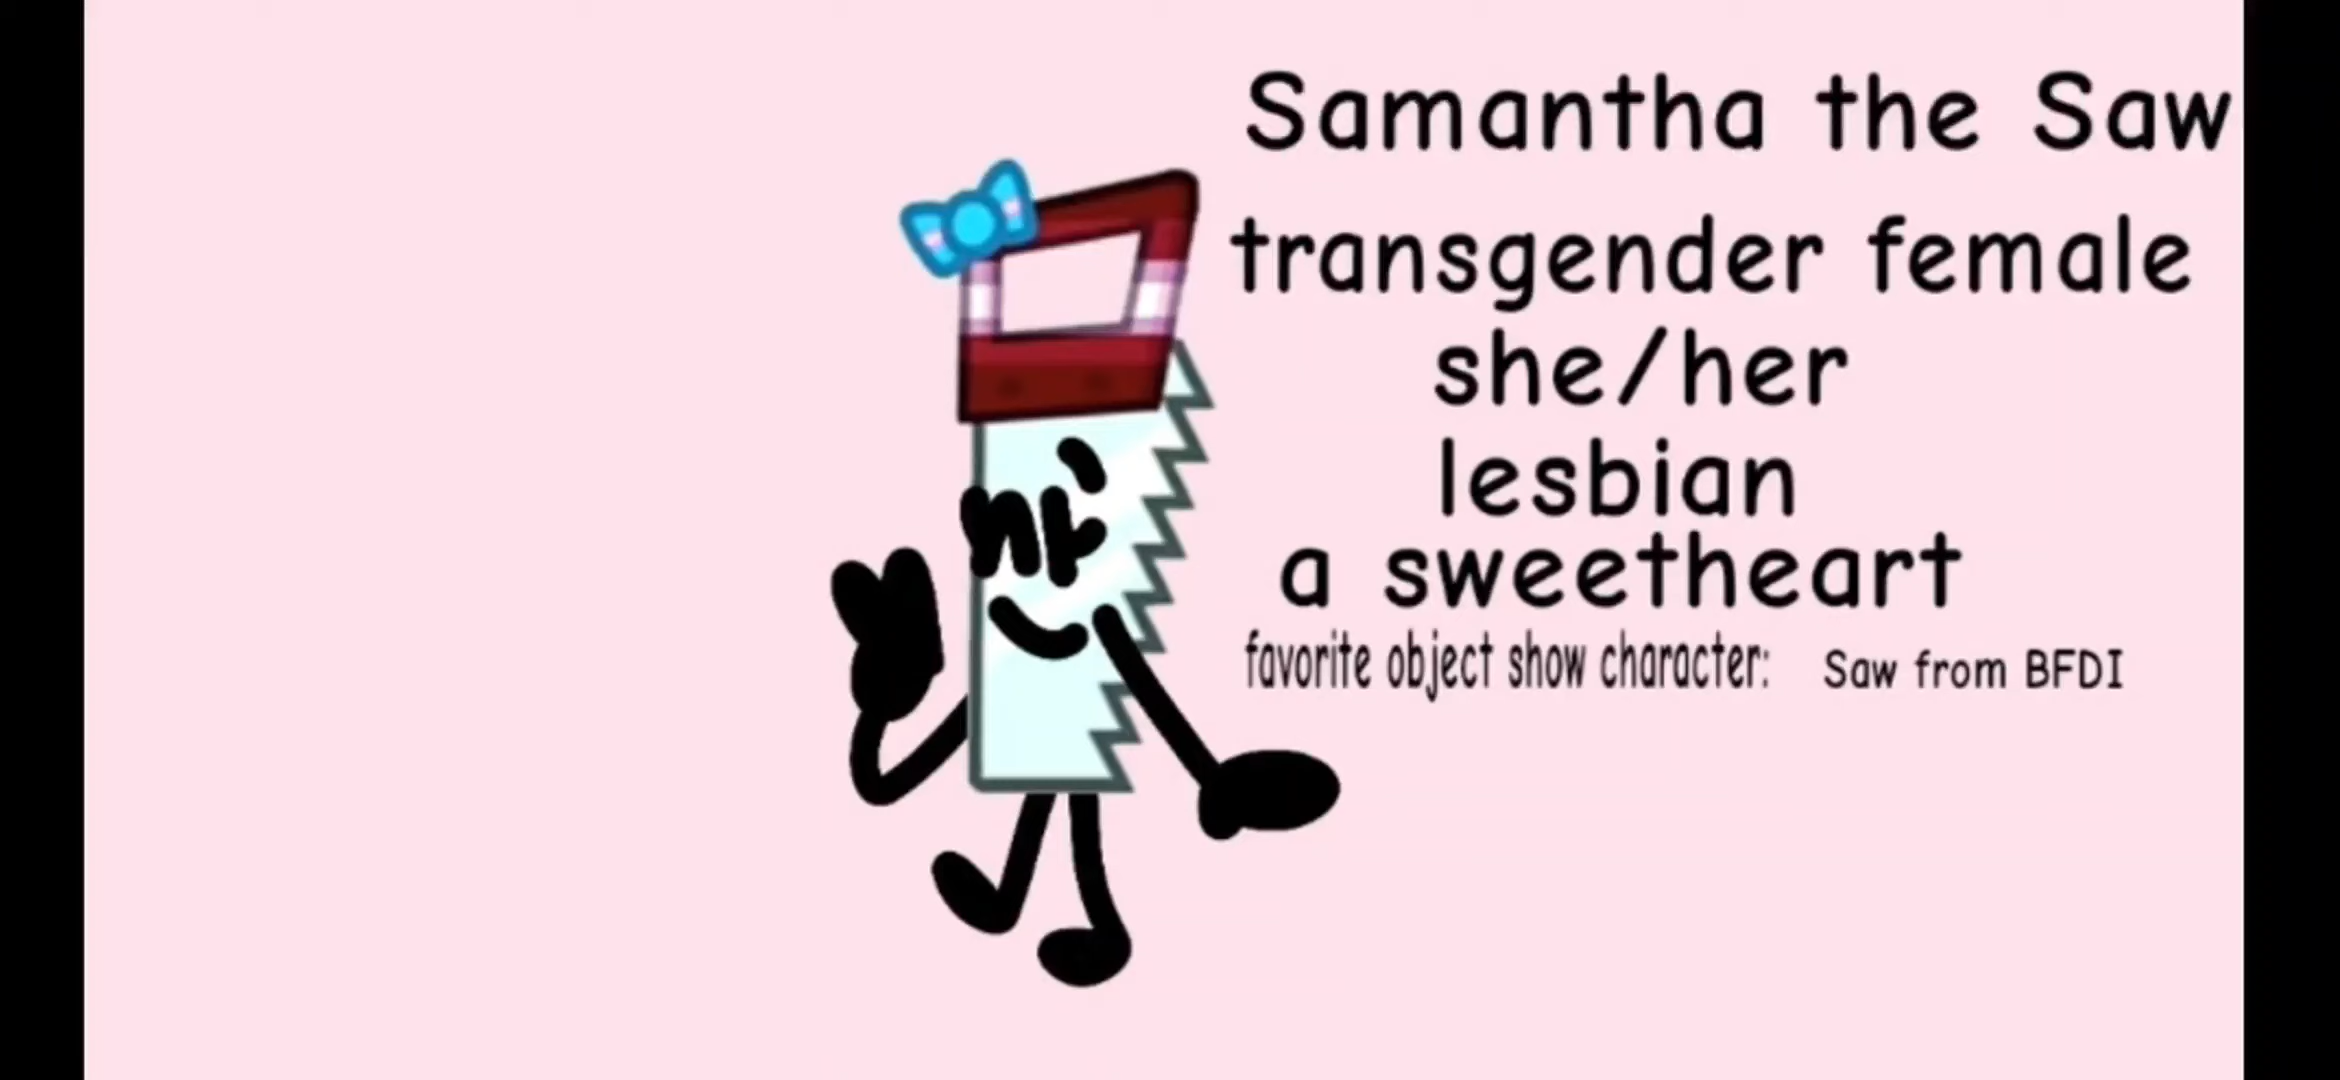 Samantha the Saw
transgender female
she/her
lesbian
a sweetheart
favorite object show character: Saw from BFDI